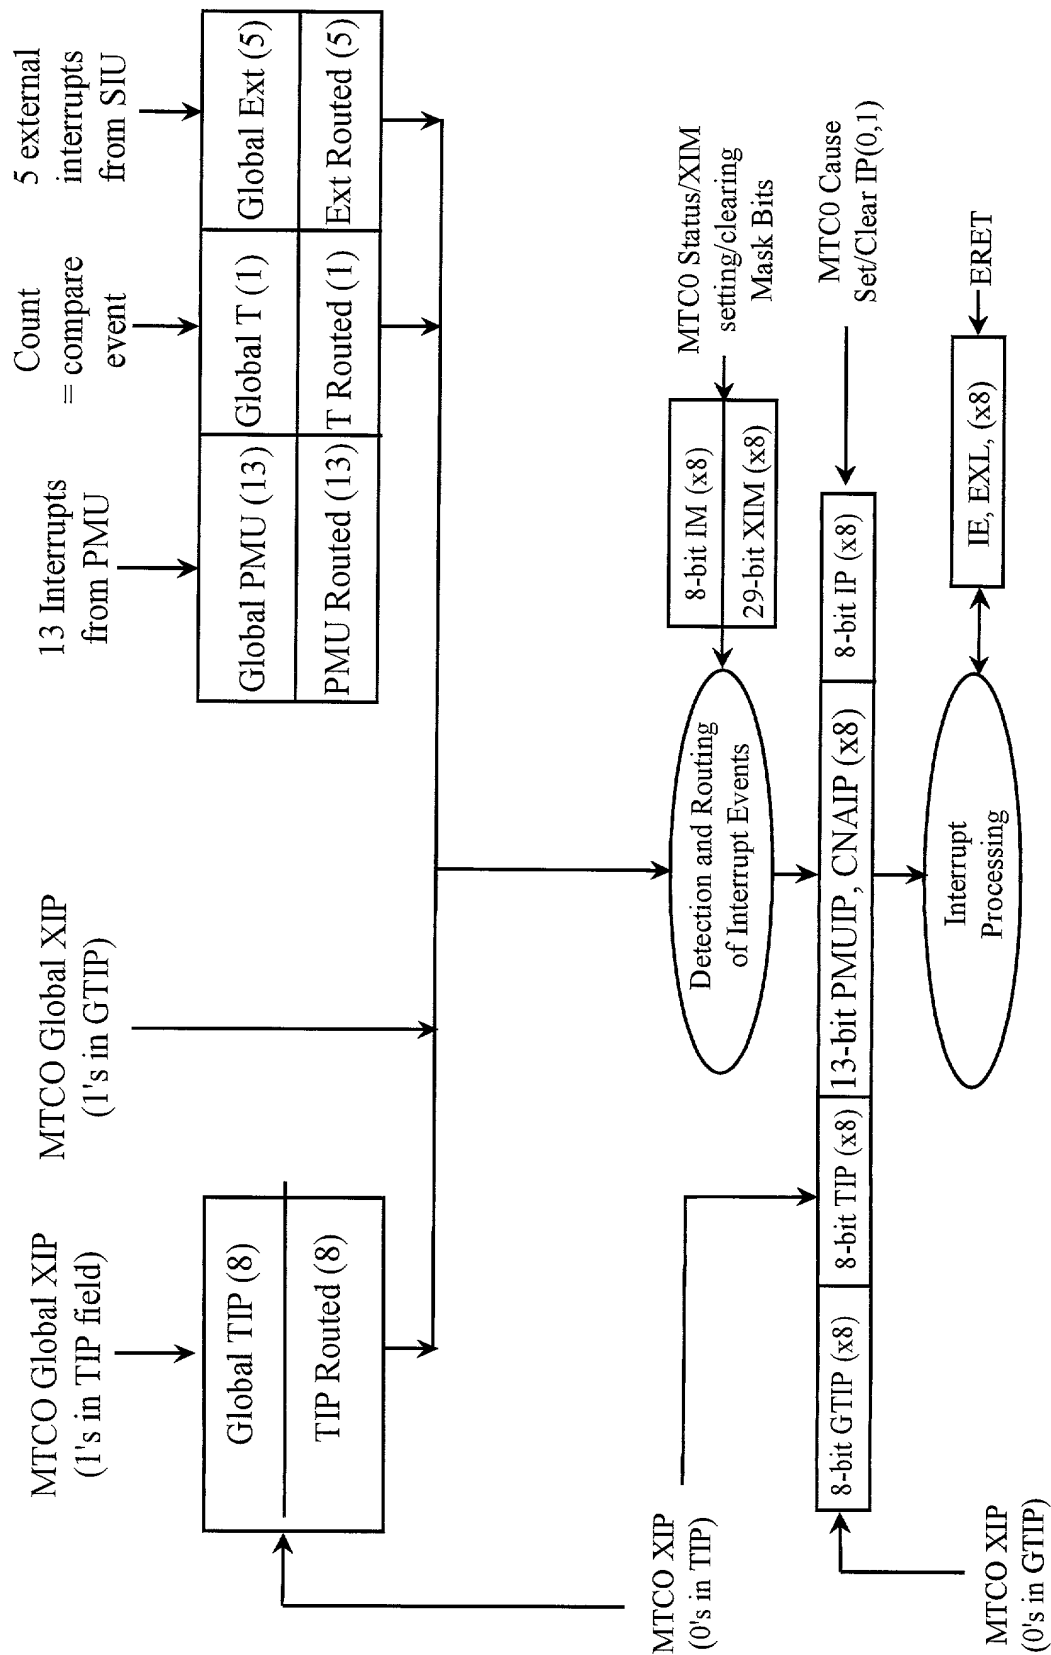 MTCO Global XIP
(1's in TIP field)
MTCO Global XIP
(1's in GTIP)
13 Interrupts
from PMU
Count
= compare
event
5 external
interrupts
from SIU
Global TIP (8)
TIP Routed (8)
Global PMU (13)
Global T (1)
Global Ext (5)
PMU Routed (13)
T Routed (1)
Ext Routed (5)
MTCO XIP
(0's in TIP)
Detection and Routing
of Interrupt Events
8-bit IM (x8)
29-bit XIM (x8)
MTC0 Status/XIM
setting/clearing
Mask Bits
8-bit GTIP (x8)
8-bit TIP (x8)
13-bit PMUIP, CNAIP (x8)
8-bit IP (x8)
MTC0 Cause
Set/Clear IP(0,1)
MTCO XIP
(0's in GTIP)
Interrupt
Processing
IE, EXL, (x8)
ERET